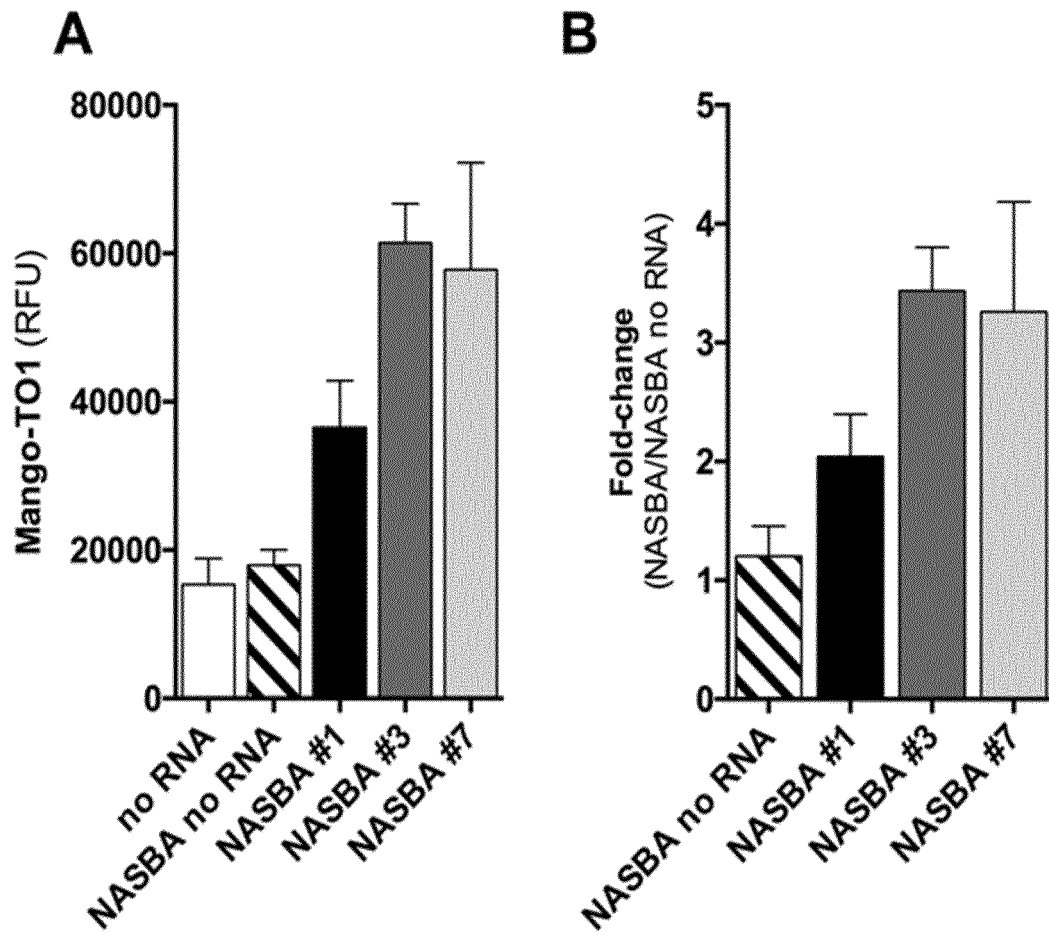 A
Mango-TO1 (RFU)
80000
60000
40000
20000
0
no RNA
NASBA no RNA
NASBA #1
NASBA #3
NASBA #7
B
Fold-change
(NASBA/NASBA no RNA)
5
4
3
2
1
0
NASBA no RNA
NASBA #1
NASBA #3
NASBA #7